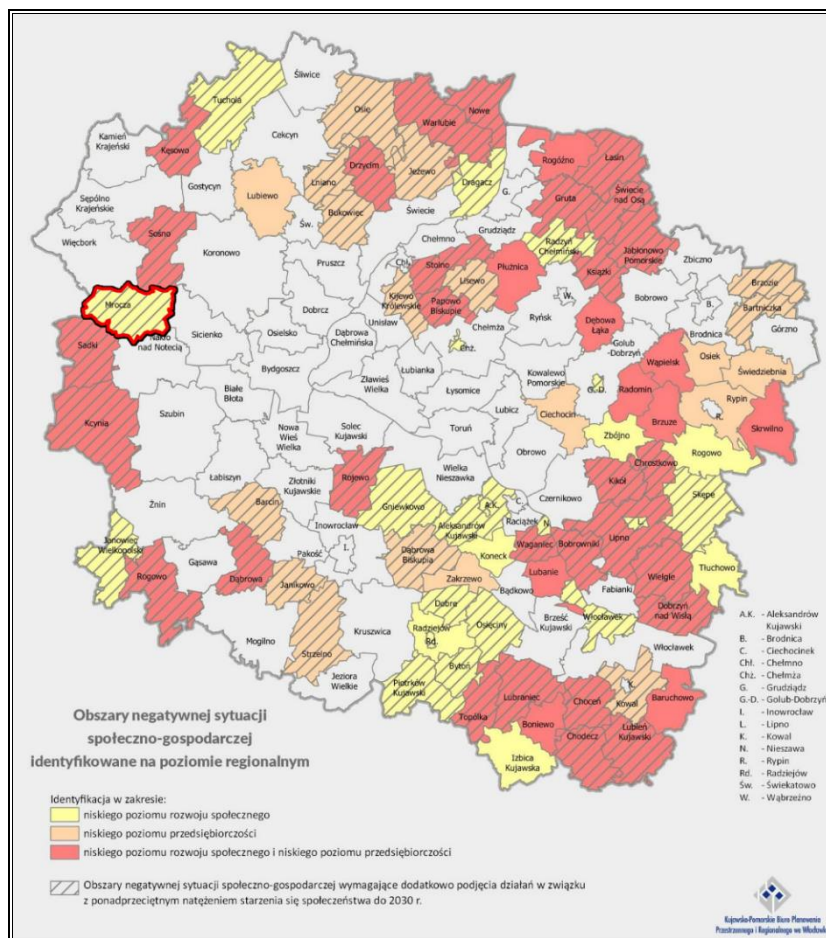 Śliwice
Tuchola
Osie
Warlubie
Nowe
Kamień
Krajeński
Kęsowo
Cekcyn
Drzycim
Jeżewo
Rogóźno
Łasin
Gostycyn
Lubiewo
Lniano
Dragacz
G.
Sępólno
Krajeńskie
Bukowiec
Gruta
Świecie
nad Osą
Św.
Świecie
Grudziądz
Sośno
Więcbork
Koronowo
Chełmno
Radzyń
Chełmiński
Jabłonowo
Pomorskie
Zbiczno
Pruszcz
Chł.
Stolno
Płużnica
Książki
Brzozie
Mrocza
Kijewo
Królewskie
Lisewo
Papowo
Biskupie
W.
Bobrowo
B.
Bartniczka
Dobrcz
Unisław
Ryńsk
Dębowa
Łąka
Brodnica
Górzno
Sadki
Nakło
nad Notecią
Sicienko
Osielsko
Dąbrowa
Chełmińska
Chełmża
Chż.
Golub
-Dobrzyń
Wąpielsk
Osiek
Świedziebnia
Bydgoszcz
Łubianka
Kowalewo
Pomorskie
G.-D.
Radomin
Rypin
R.
Kcynia
Szubin
Białe
Błota
Zławieś
Wielka
Łysomice
Ciechocin
Brzuze
Skrwilno
Nowa
Wieś
Wielka
Solec
Kujawski
Toruń
Lubicz
Zbójno
Rogowo
Obrowo
Chrostkowo
Łabiszyn
Złotniki
Kujawskie
Rojewo
Wielka
Nieszawka
Czernikowo
Kikół
Skępe
Żnin
Barcin
Gniewkowo
A.K.
C.
Raciążek
N.
Janowiec
Wielkopolski
Inowrocław
Aleksandrów
Kujawski
Lipno
L.
Gąsawa
Pakość
I.
Dąbrowa
Biskupia
Koneck
Waganiec
Bobrowniki
Tłuchowo
Rogowo
Dąbrowa
Janikowo
Zakrzewo
Lubanie
Wielgie
Bądkowo
Fabianki
Dobre
Kruszwica
Osięciny
Brześć
Kujawski
Włocławek
Dobrzyń
nad Wisłą
Mogilno
Strzelno
Radziejów
Rd.
Bytoń
Włocławek
Jeziora
Wielkie
Piotrków
Kujawski
Lubraniec
Choceń
K.
Kowal
Baruchowo
Topólka
Boniewo
Chodecz
Lubień
Kujawski
Izbica
Kujawska
A.K. - Aleksandrów
Kujawski
B. - Brodnica
C. - Ciechocinek
Chł. - Chełmno
Chż. - Chełmża
G. - Grudziądz
G.-D. - Golub-Dobrzyń
I. - Inowrocław
L. - Lipno
K. - Kowal
N. - Nieszawa
R. - Rypin
Rd. - Radziejów
Św. - Świekatowo
W. - Wąbrzeźno
Obszary negatywnej sytuacji
społeczno-gospodarczej
identyfikowane na poziomie regionalnym
Identyfikacja w zakresie:
niskiego poziomu rozwoju społecznego
niskiego poziomu przedsiębiorczości
niskiego poziomu rozwoju społecznego i niskiego poziomu przedsiębiorczości
Obszary negatywnej sytuacji społeczno-gospodarczej wymagające dodatkowo podjęcia działań w związku
z ponadprzeciętnym natężeniem starzenia się społeczeństwa do 2030 r.
Kujawsko-Pomorskie Biuro Planowania
Przestrzennego i Regionalnego we Włocławku